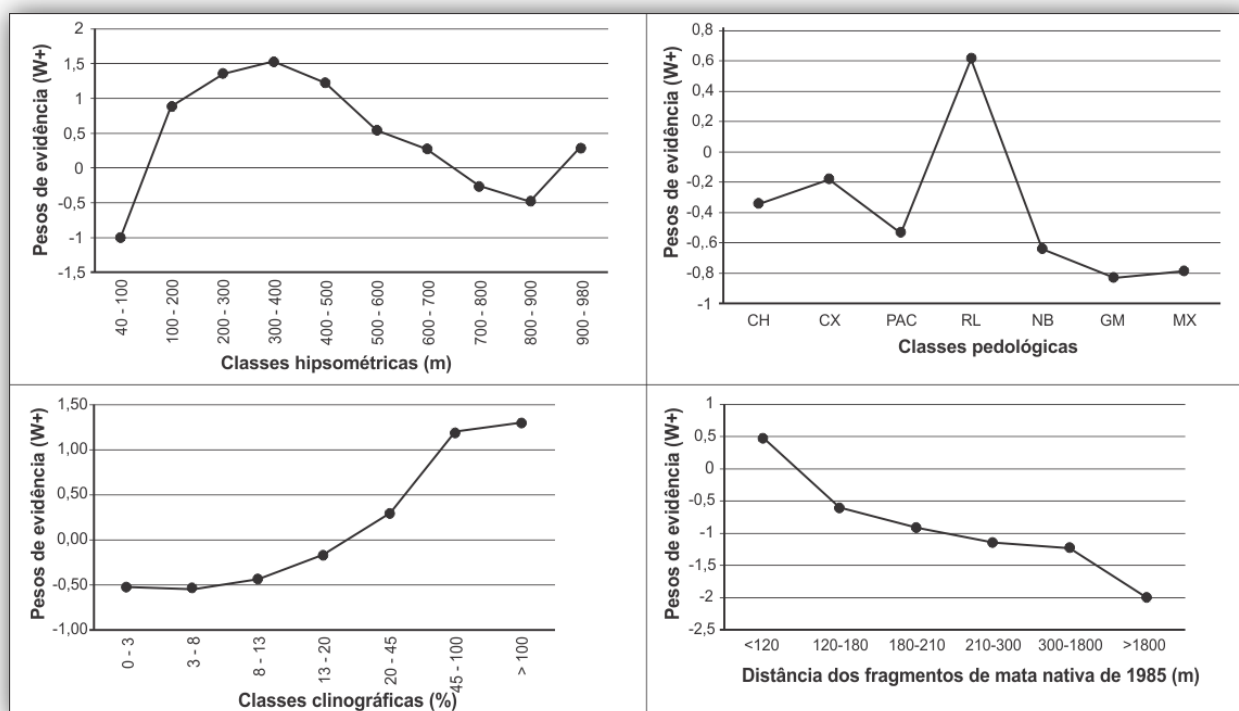 Pesos de evidência (W+)
2
1,5
1
0,5
0
-0,5
-1
-1,5
40 - 100
100 - 200
200 - 300
300 - 400
400 - 500
500 - 600
600 - 700
700 - 800
800 - 900
900 - 980
Classes hipsométricas (m)
Pesos de evidência (W+)
0,8
0,6
0,4
0,2
0
-0,2
-0,4
-0,6
-0,8
-1
CH CX PAC RL NB GM MX
Classes pedológicas
Pesos de evidência (W+)
1,50
1,00
0,50
0,00
-0,50
-1,00
0 - 3
3 - 8
8 - 13
13 - 20
20 - 45
45 - 100
> 100
Classes clinográficas (%)
Pesos de evidência (W+)
1
0,5
0
-0,5
-1
-1,5
-2
-2,5
<120 120-180 180-210 210-300 300-1800 >1800
Distância dos fragmentos de mata nativa de 1985 (m)